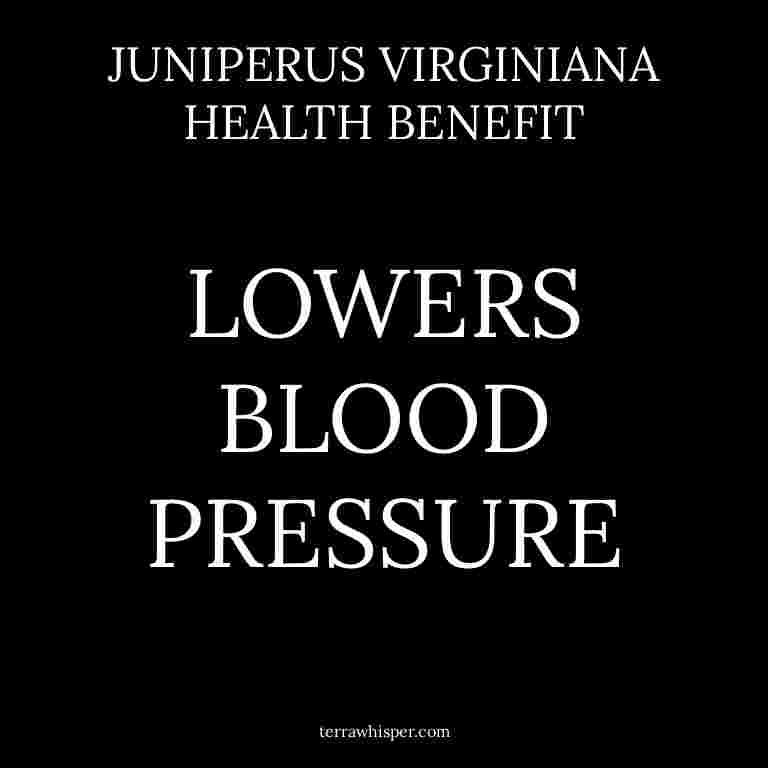 JUNIPERUS VIRGINIANA
HEALTH BENEFIT
LOWERS
BLOOD
PRESSURE
terrawhisper.com